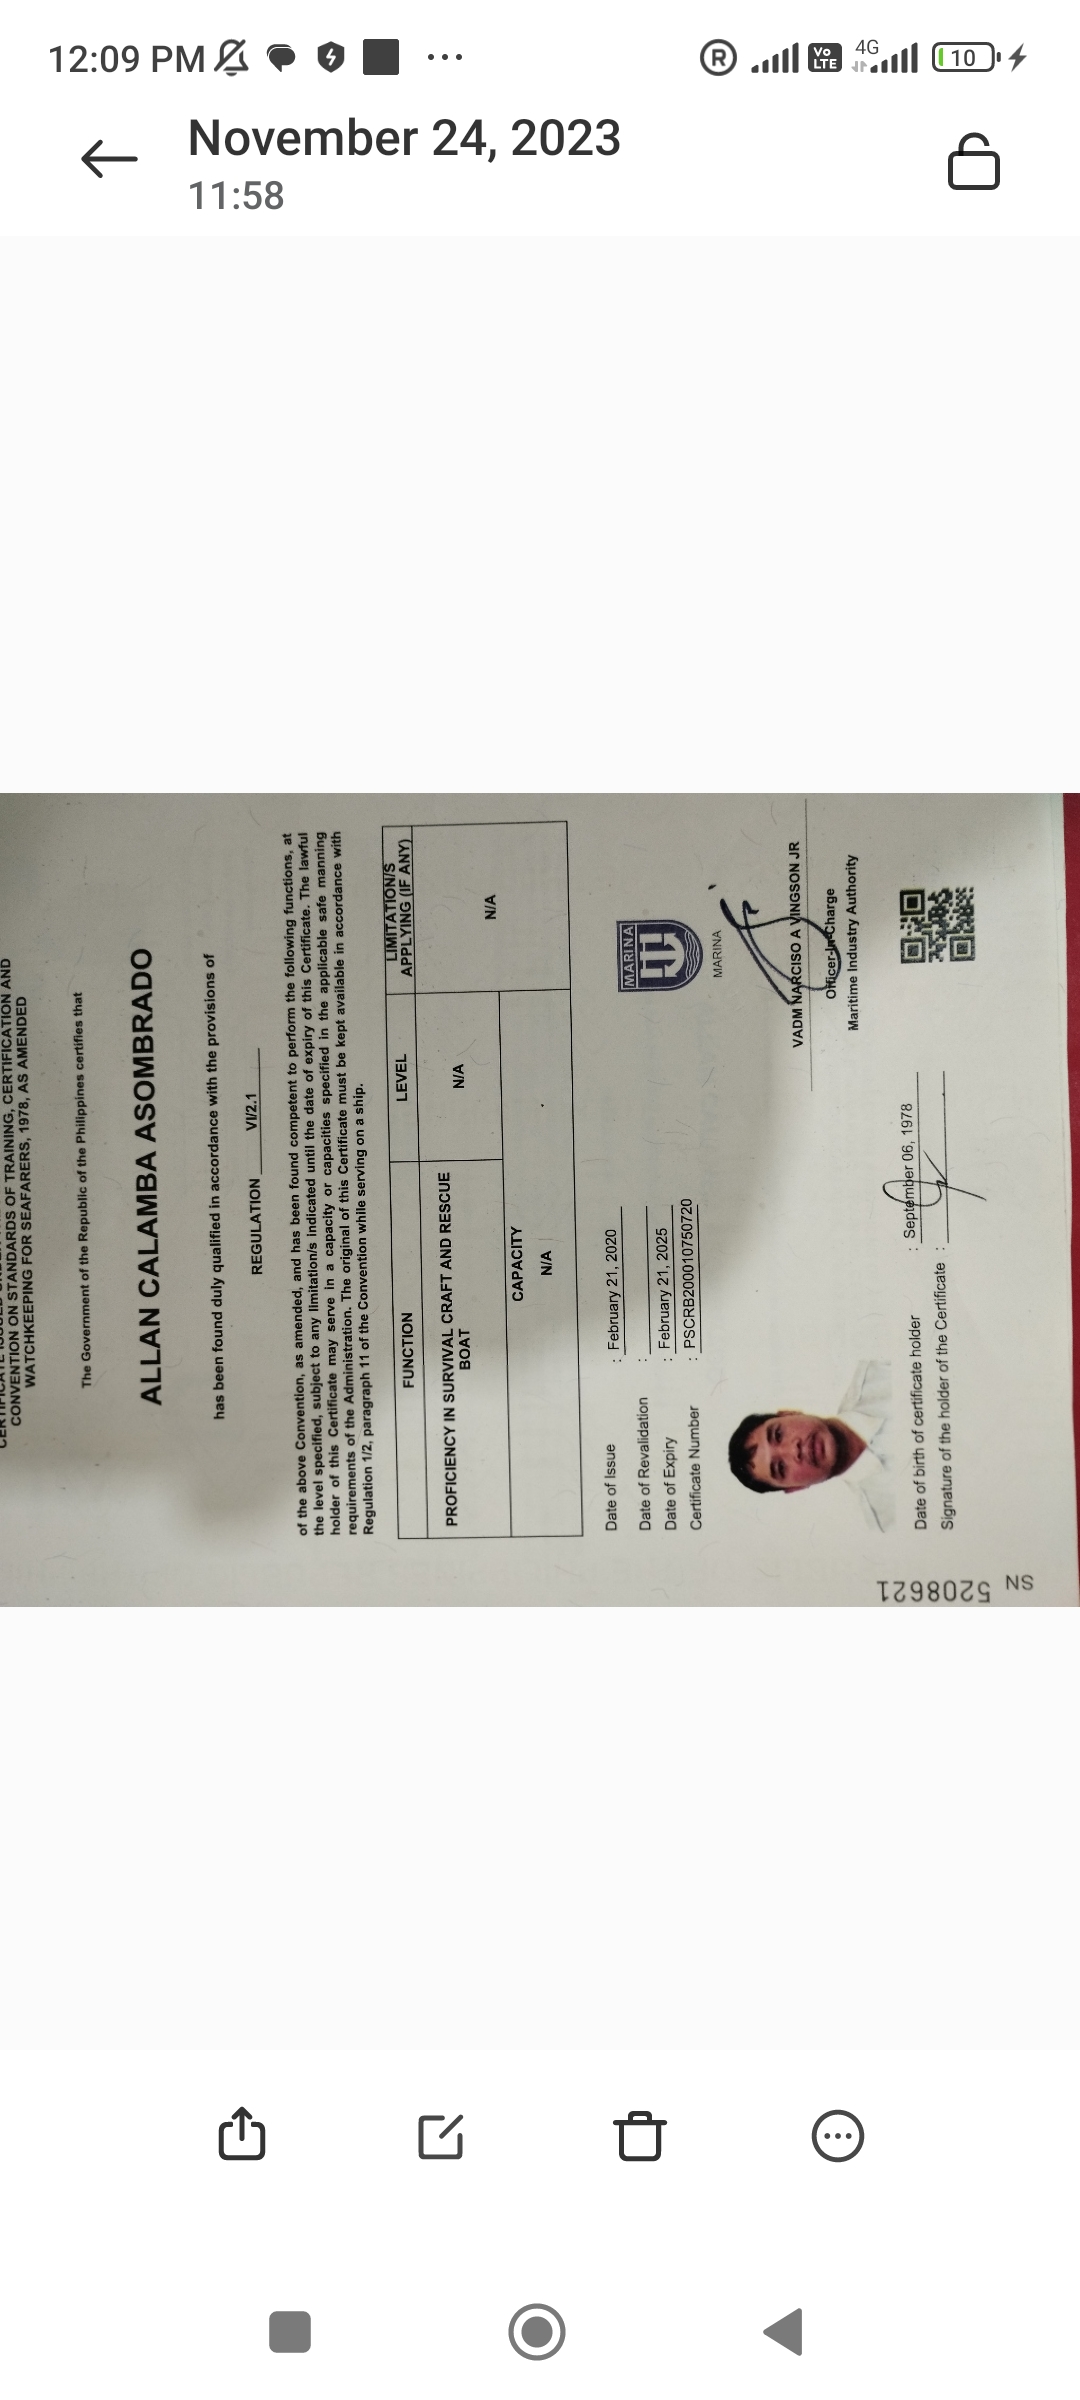 12:09 PM
R
Vo
LTE
4G
10
November 24, 2023
11:58
CONVENTION ON STANDARDS OF TRAINING, CERTIFICATION AND
WATCHKEEPING FOR SEAFARERS, 1978, AS AMENDED
The Government of the Republic of the Philippines certifies that
ALLAN CALAMBA ASOMBRADO
has been found duly qualified in accordance with the provisions of
REGULATION VI/2.1
of the above Convention, as amended, and has been found competent to perform the following functions, at
the level specified, subject to any limitation/s indicated until the date of expiry of this Certificate. The lawful
holder of this Certificate may serve in a capacity or capacities specified in the applicable safe manning
requirements of the Administration. The original of this Certificate must be kept available in accordance with
Regulation 1/2, paragraph 11 of the Convention while serving on a ship.
FUNCTION LEVEL LIMITATION/S
APPLYING (IF ANY)
PROFICIENCY IN SURVIVAL CRAFT AND RESCUE
BOAT N/A N/A
CAPACITY
N/A
Date of Issue : February 21, 2020
Date of Revalidation :
Date of Expiry : February 21, 2025
Certificate Number : PSCRB200010750720
MARINA
MARINA
VADM NARCISO A VINGSON JR
Officer-In-Charge
Maritime Industry Authority
Date of birth of certificate holder : September 06, 1978
Signature of the holder of the Certificate :
SN 5208621